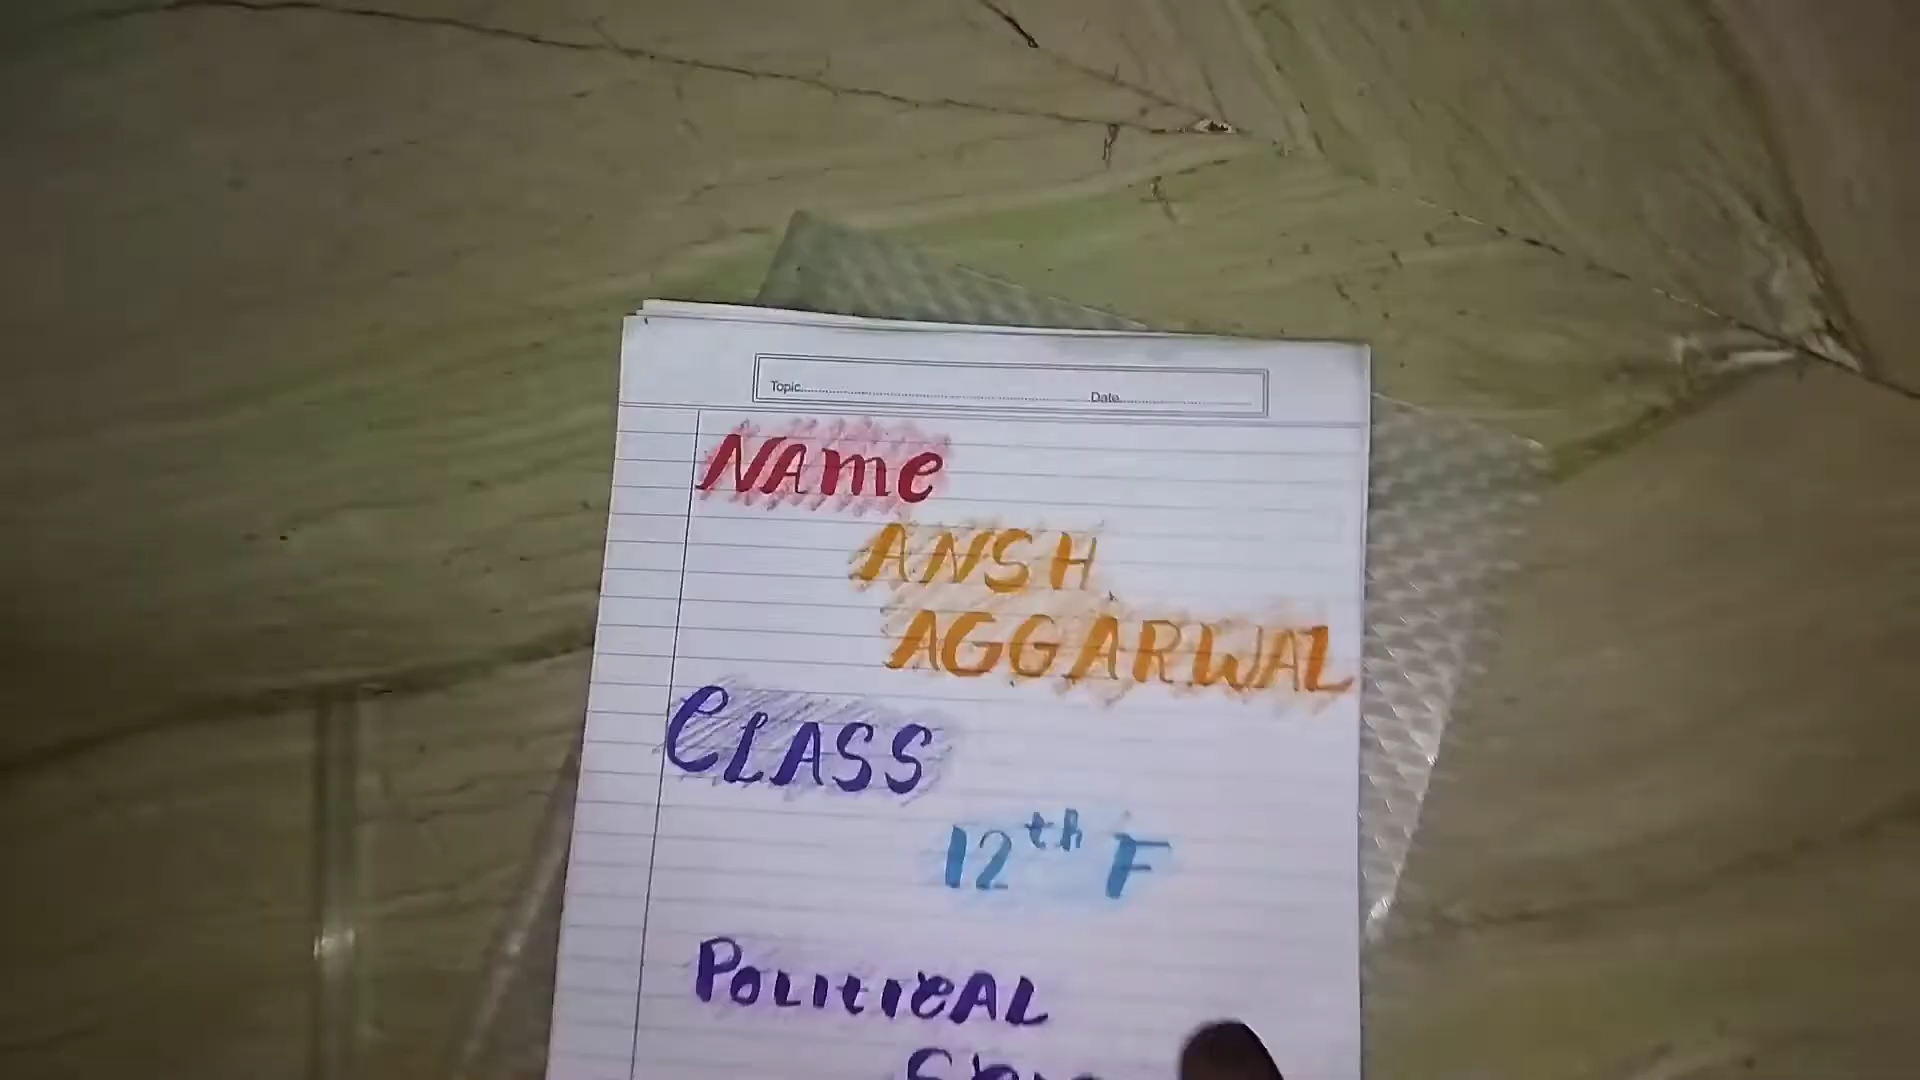 Topic Date
NAme
ANSH
AGGARWAL
CLASS
12th F
POLITICAL